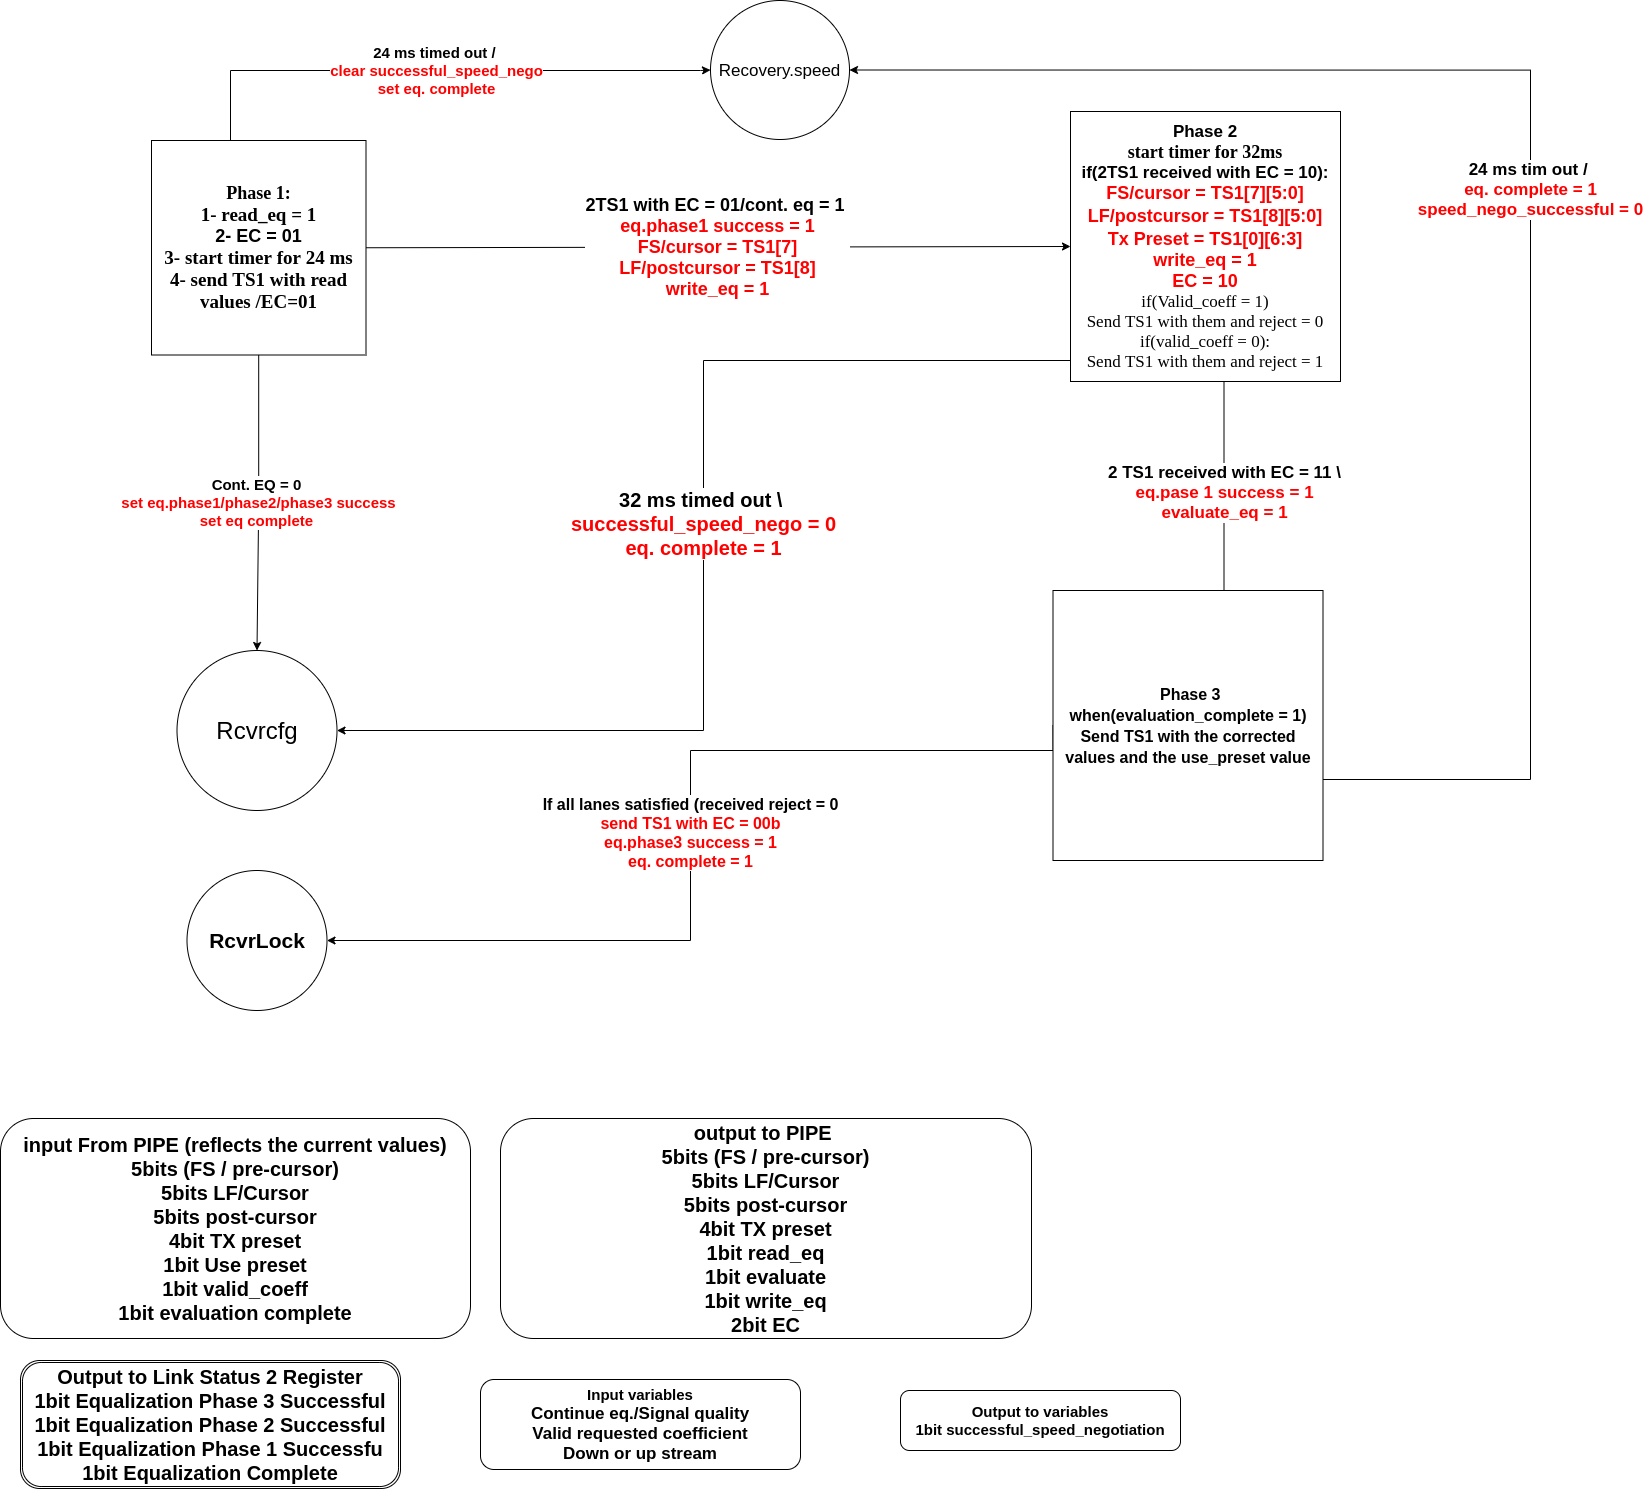 Recovery.speed
24 ms timed out /
clear successful_speed_nego
set eq. complete
Phase 1:
1- read_eq = 1
2- EC = 01
3- start timer for 24 ms
4- send TS1 with read
values /EC=01
2TS1 with EC = 01/cont. eq = 1
eq.phase1 success = 1
FS/cursor = TS1[7]
LF/postcursor = TS1[8]
write_eq = 1
Phase 2
start timer for 32ms
if(2TS1 received with EC = 10):
FS/cursor = TS1[7][5:0]
LF/postcursor = TS1[8][5:0]
Tx Preset = TS1[0][6:3]
write_eq = 1
EC = 10
if(Valid_coeff = 1)
Send TS1 with them and reject = 0
if(valid_coeff = 0):
Send TS1 with them and reject = 1
24 ms tim out /
eq. complete = 1
speed_nego_successful = 0
Cont. EQ = 0
set eq.phase1/phase2/phase3 success
set eq complete
32 ms timed out \
successful_speed_nego = 0
eq. complete = 1
2 TS1 received with EC = 11 \
eq.pase 1 success = 1
evaluate_eq = 1
Rcvrcfg
Phase 3
when(evaluation_complete = 1)
Send TS1 with the corrected
values and the use_preset value
If all lanes satisfied (received reject = 0
send TS1 with EC = 00b
eq.phase3 success = 1
eq. complete = 1
RcvrLock
input From PIPE (reflects the current values)
5bits (FS / pre-cursor)
5bits LF/Cursor
5bits post-cursor
4bit TX preset
1bit Use preset
1bit valid_coeff
1bit evaluation complete
output to PIPE
5bits (FS / pre-cursor)
5bits LF/Cursor
5bits post-cursor
4bit TX preset
1bit read_eq
1bit evaluate
1bit write_eq
2bit EC
Output to Link Status 2 Register
1bit Equalization Phase 3 Successful
1bit Equalization Phase 2 Successful
1bit Equalization Phase 1 Successfu
1bit Equalization Complete
Input variables
Continue eq./Signal quality
Valid requested coefficient
Down or up stream
Output to variables
1bit successful_speed_negotiation